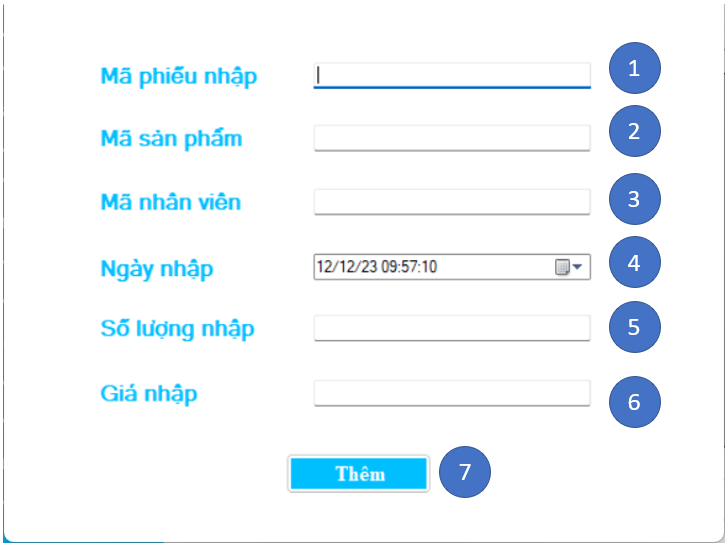 Mã phiếu nhập 1
Mã sản phẩm 2
Mã nhân viên 3
Ngày nhập 12/12/23 09:57:10 4
Số lượng nhập 5
Giá nhập 6
Thêm 7